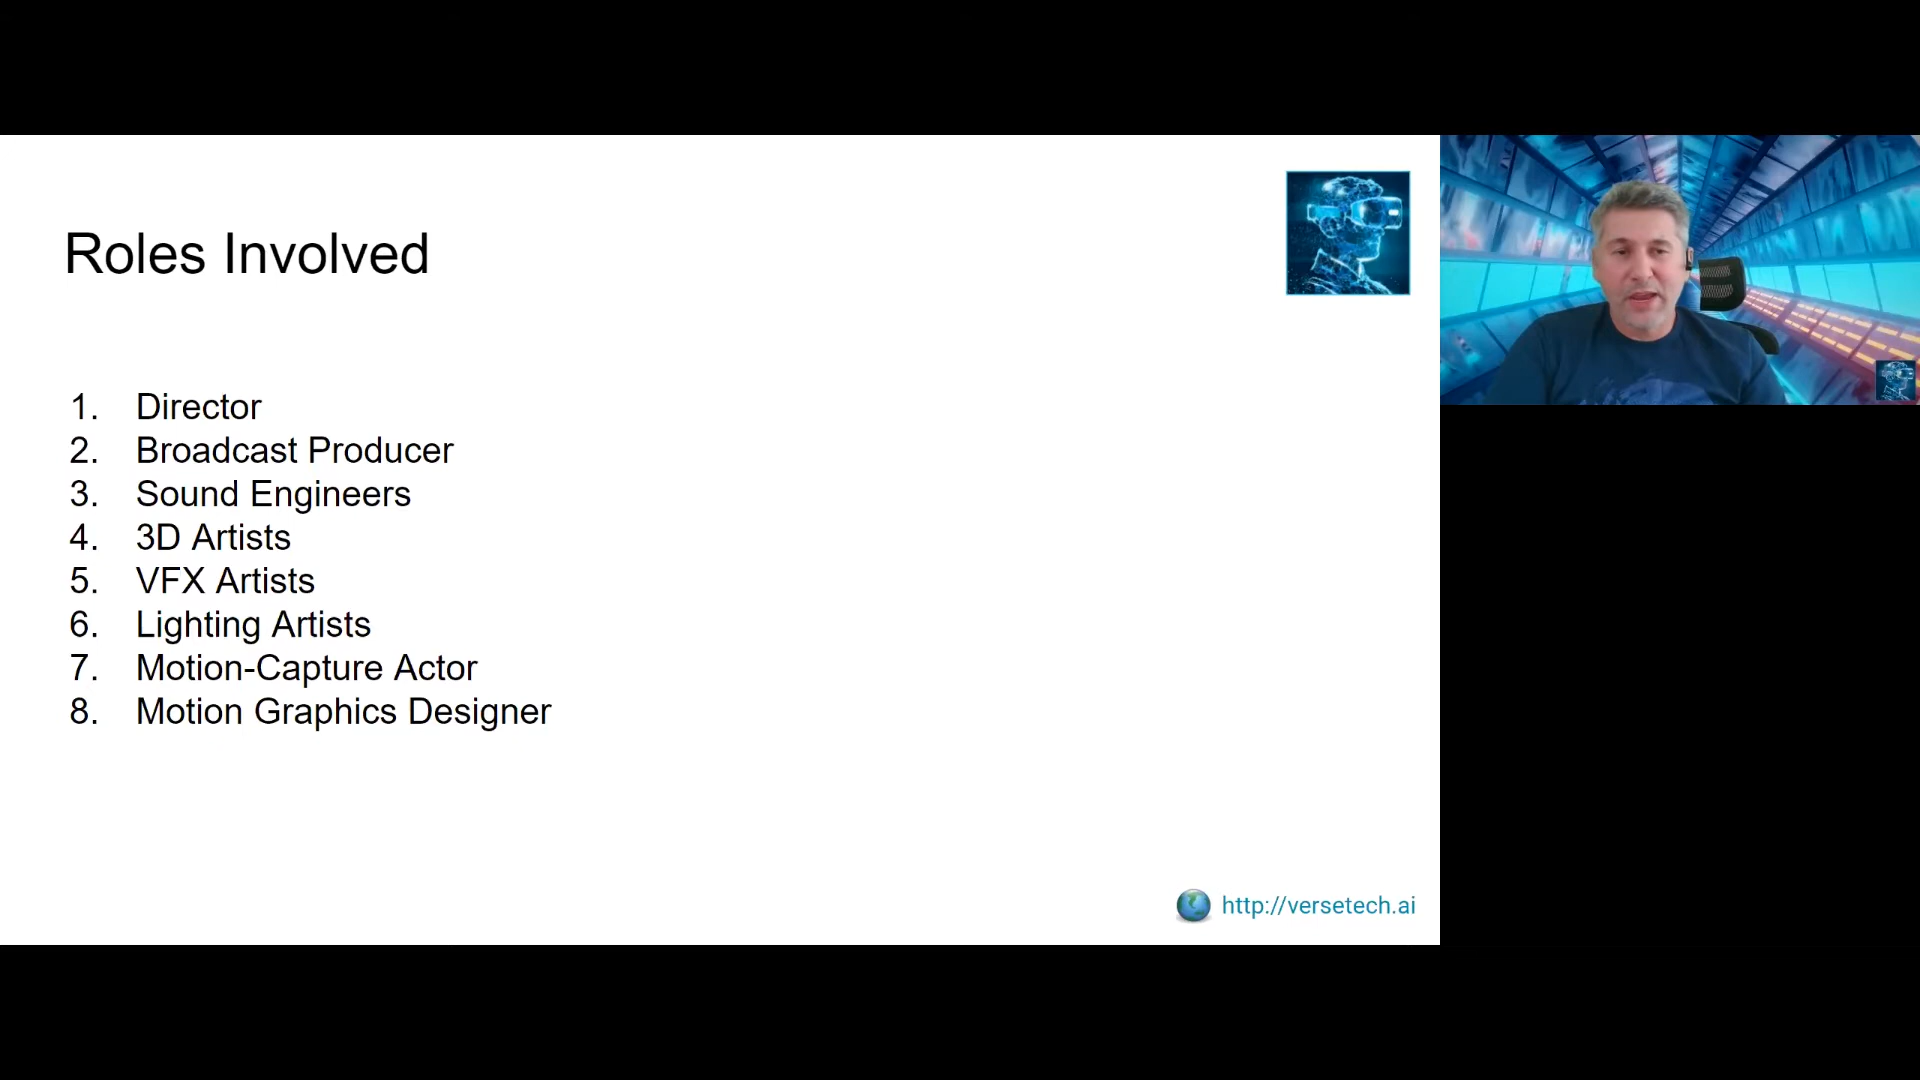 Roles Involved
1. Director
2. Broadcast Producer
3. Sound Engineers
4. 3D Artists
5. VFX Artists
6. Lighting Artists
7. Motion-Capture Actor
8. Motion Graphics Designer
http://versetech.ai